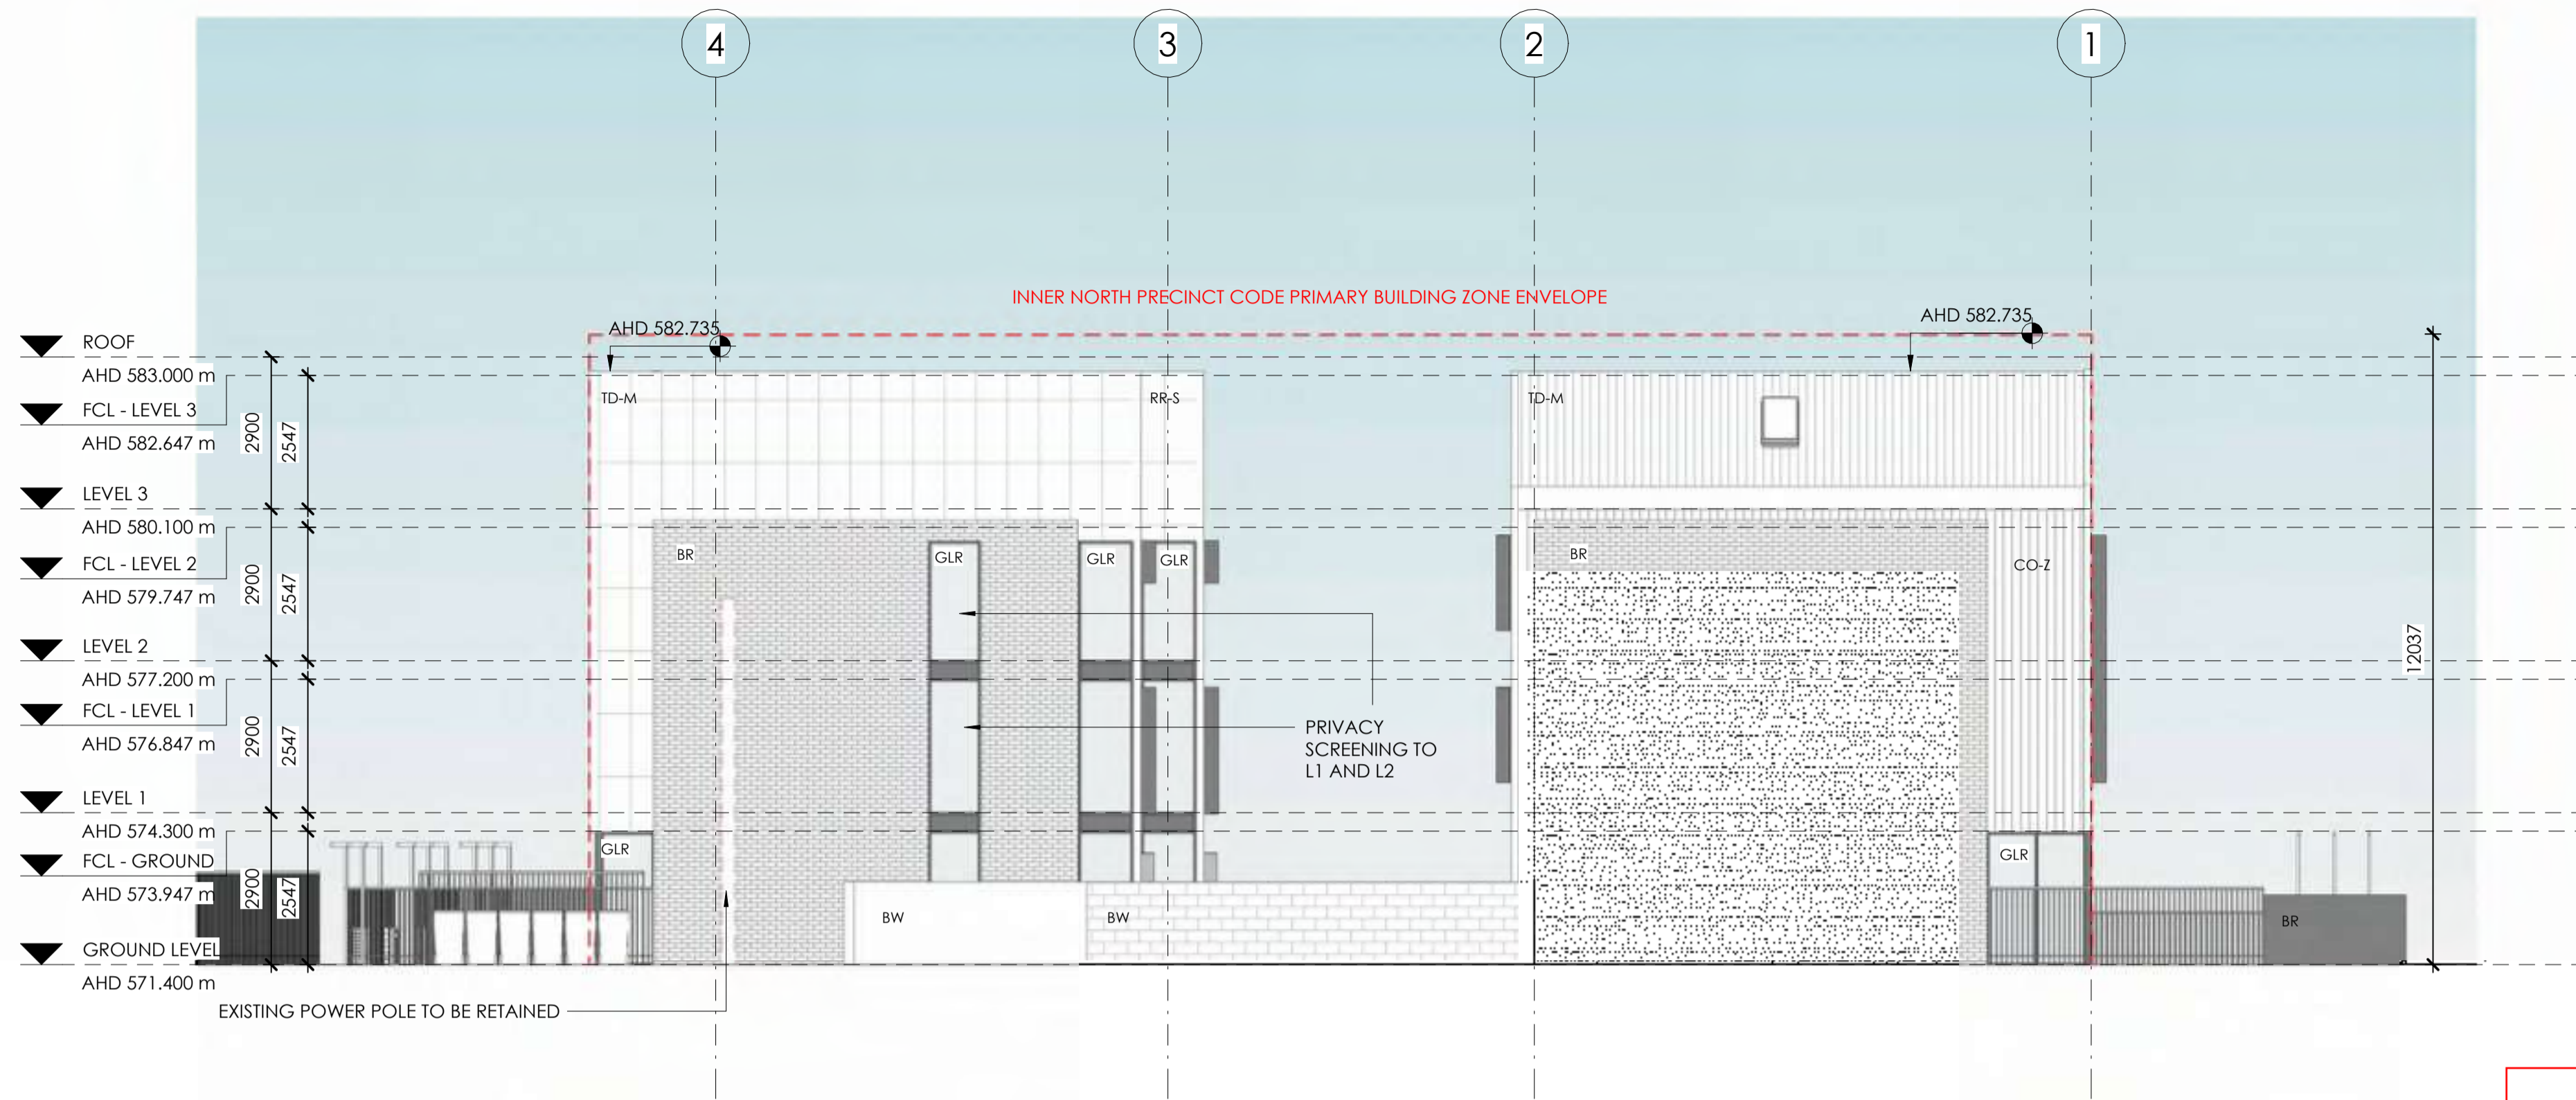 4
3
2
1
INNER NORTH PRECINCT CODE PRIMARY BUILDING ZONE ENVELOPE
AHD 582.735
AHD 582.735
ROOF
AHD 583.000 m
FCL - LEVEL 3
AHD 582.647 m
LEVEL 3
AHD 580.100 m
FCL - LEVEL 2
AHD 579.747 m
LEVEL 2
AHD 577.200 m
FCL - LEVEL 1
AHD 576.847 m
LEVEL 1
AHD 574.300 m
FCL - GROUND
AHD 573.947 m
GROUND LEVEL
AHD 571.400 m
2900
2547
2900
2547
2900
2547
2900
2547
TD-M
RR-S
TD-M
BR
GLR
GLR
GLR
BR
CO-Z
PRIVACY
SCREENING TO
L1 AND L2
12037
GLR
GLR
BW
BW
BR
EXISTING POWER POLE TO BE RETAINED